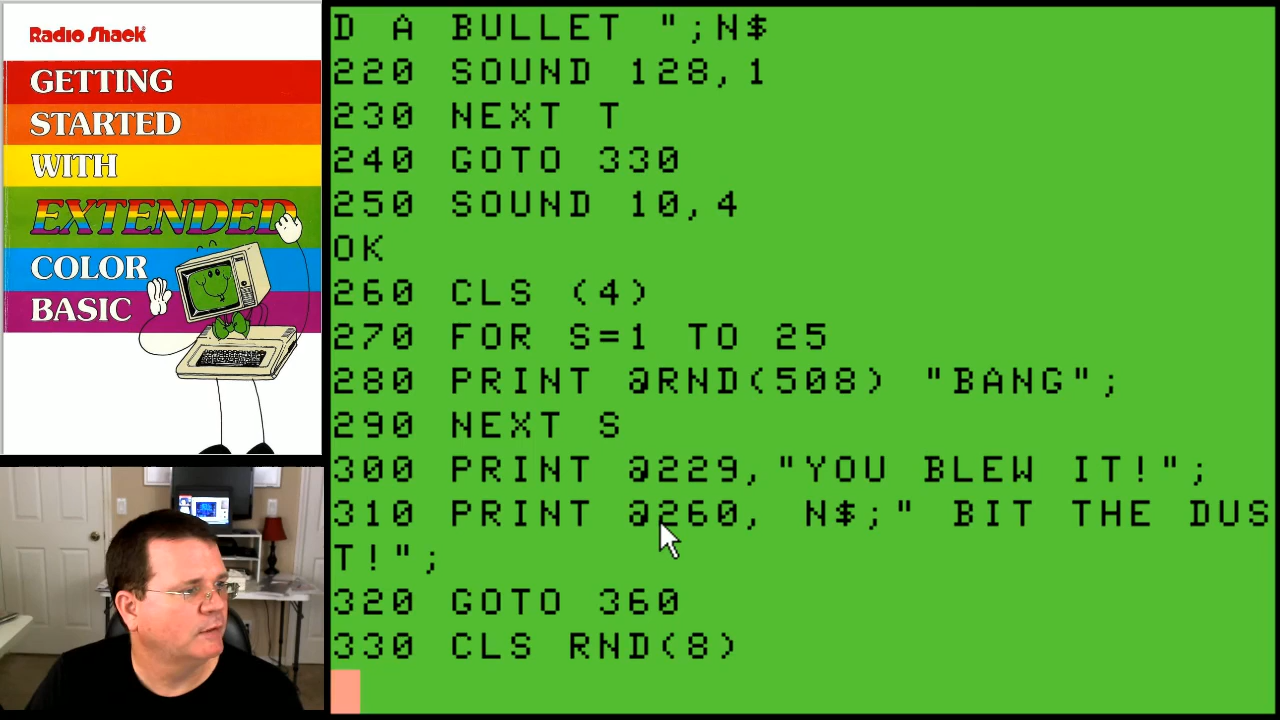 Radio Shack
GETTING
STARTED
WITH
EXTENDED
COLOR
BASIC
D A BULLET ";N$
220 SOUND 128,1
230 NEXT T
240 GOTO 330
250 SOUND 10,4
OK
260 CLS (4)
270 FOR S=1 TO 25
280 PRINT @RND(508) "BANG";
290 NEXT S
300 PRINT @229,"YOU BLEW IT!";
310 PRINT @260, N$;" BIT THE DUS
T!";
320 GOTO 360
330 CLS RND(8)